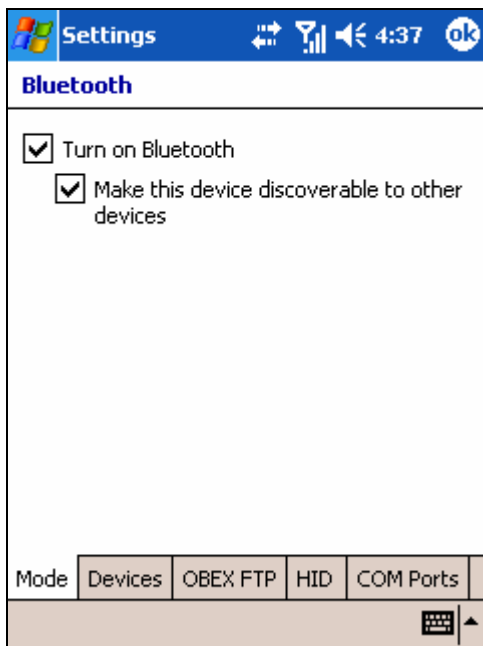 Settings 4:37 ok
Bluetooth
Turn on Bluetooth
Make this device discoverable to other
devices
Mode Devices OBEX FTP HID COM Ports